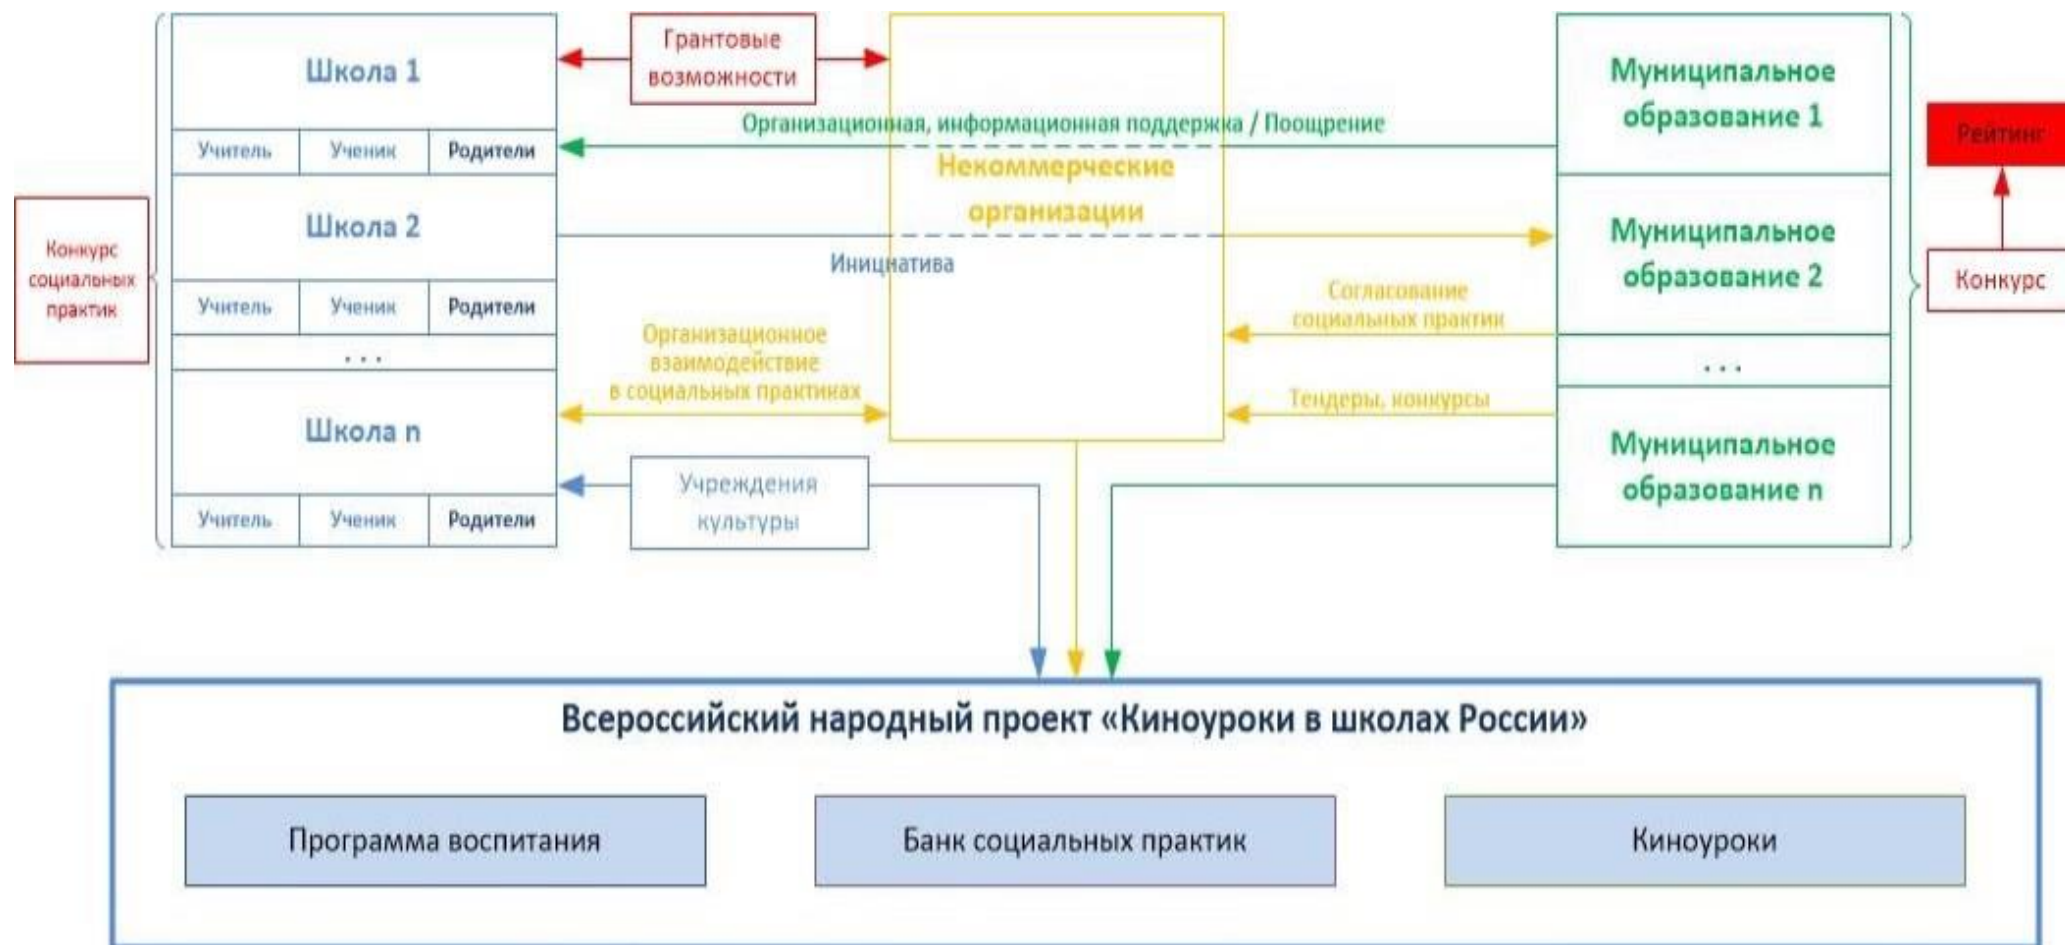 Конкурс
социальных
практик
Школа 1
Учитель Ученик Родители
Школа 2
Учитель Ученик Родители
...
Школа n
Учитель Ученик Родители
Грантовые
возможности
Организационная, информационная поддержка / Поощрение
Некоммерческие
организации
Инициатива
Организационное
взаимодействие
в социальных практиках
Согласование
социальных практик
Тендеры, конкурсы
Учреждения
культуры
Муниципальное
образование 1
Муниципальное
образование 2
...
Муниципальное
образование n
Рейтинг
Конкурс
Всероссийский народный проект «Киноуроки в школах России»
Программа воспитания
Банк социальных практик
Киноуроки